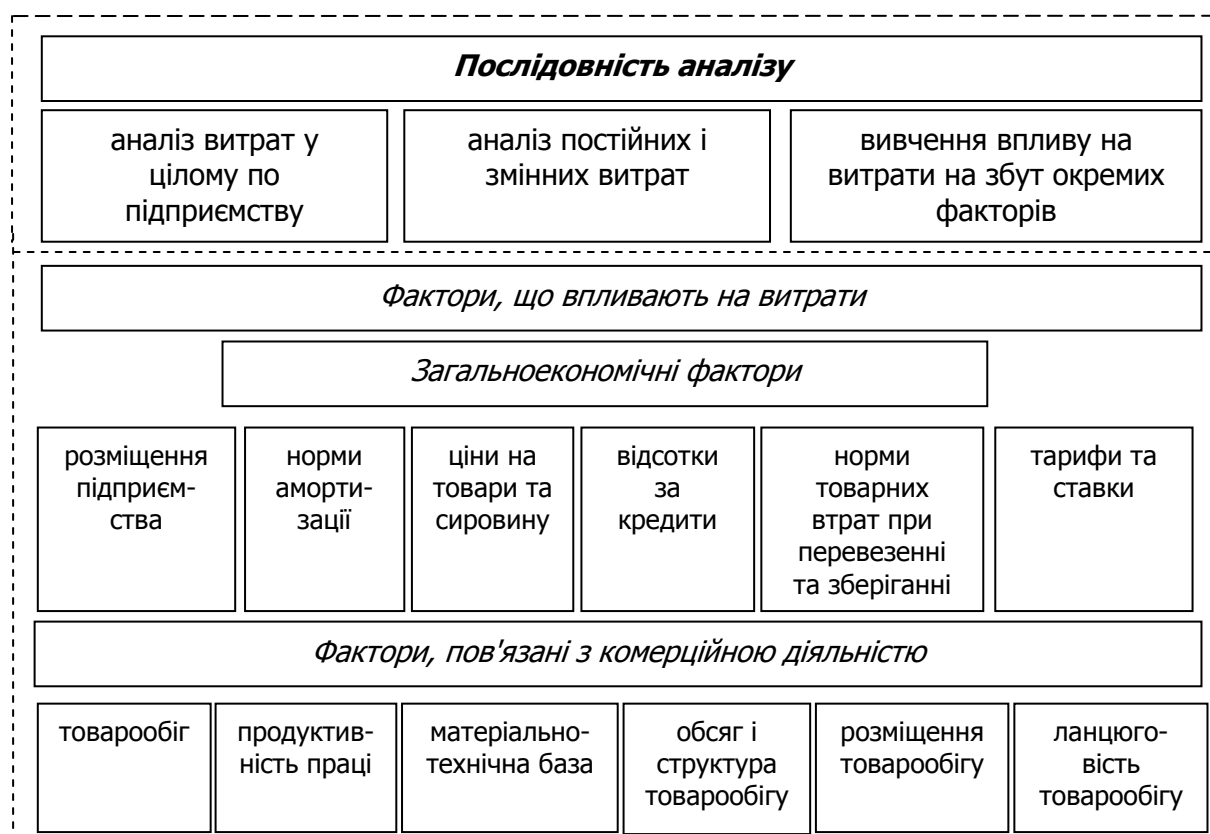 Послідовність аналізу
аналіз витрат у
цілому по
підприємству
аналіз постійних і
змінних витрат
вивчення впливу на
витрати на збут окремих
факторів
Фактори, що впливають на витрати
Загальноекономічні фактори
розміщення
підприєм-
ства
норми
аморти-
зації
ціни на
товари та
сировину
відсотки
за
кредити
норми
товарних
втрат при
перевезенні
та зберіганні
тарифи та
ставки
Фактори, пов'язані з комерційною діяльністю
товарообіг
продуктив-
ність праці
матеріально-
технічна база
обсяг і
структура
товарообігу
розміщення
товарообігу
ланцюго-
вість
товарообігу